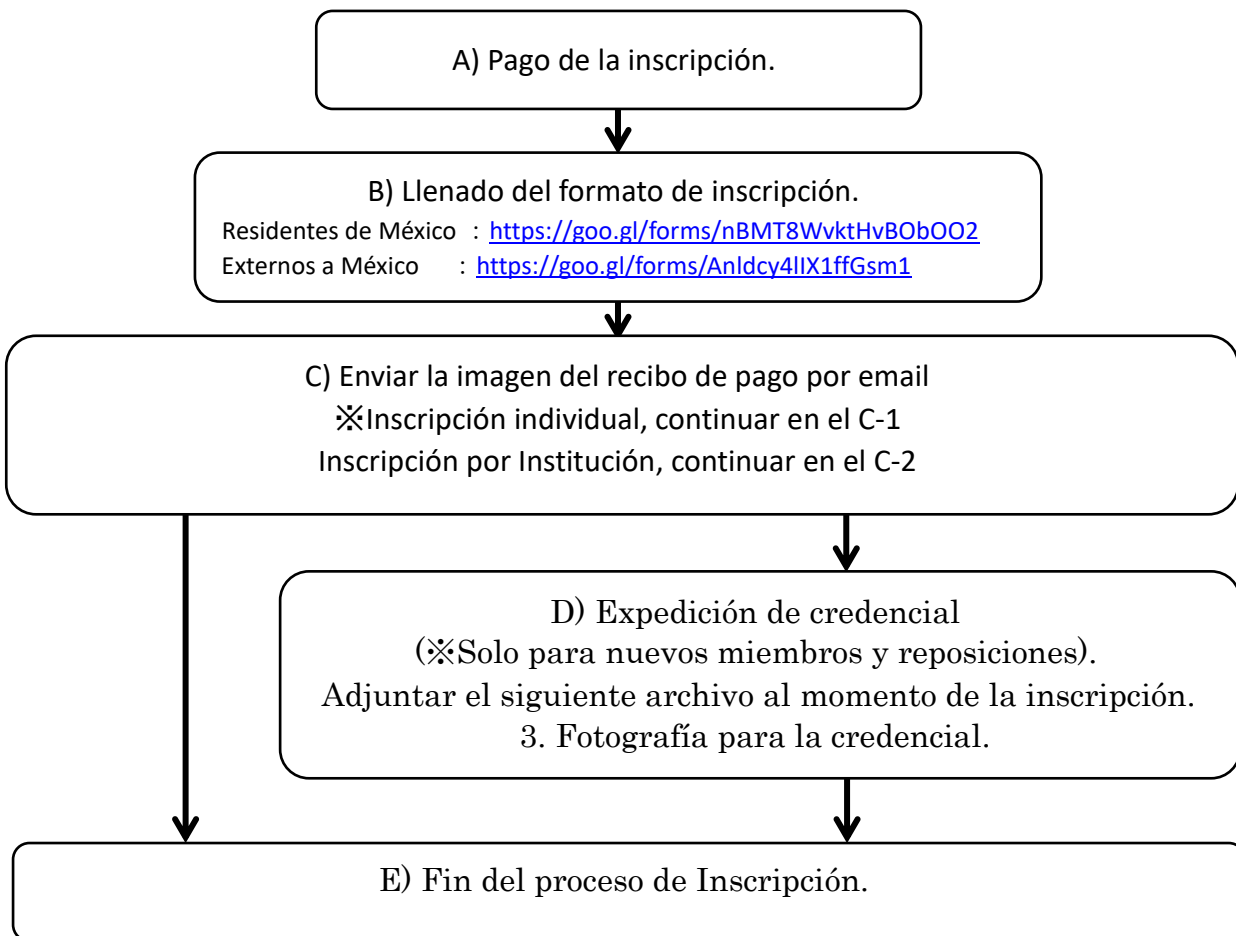 A) Pago de la inscripción.
B) Llenado del formato de inscripción.
Residentes de México : https://goo.gl/forms/nBMT8WvktHvBObOO2
Externos a México : https://goo.gl/forms/Anldcy4lIX1ffGsm1
C) Enviar la imagen del recibo de pago por email
※Inscripción individual, continuar en el C-1
Inscripción por Institución, continuar en el C-2
D) Expedición de credencial
(※Solo para nuevos miembros y reposiciones).
Adjuntar el siguiente archivo al momento de la inscripción.
3. Fotografía para la credencial.
E) Fin del proceso de Inscripción.